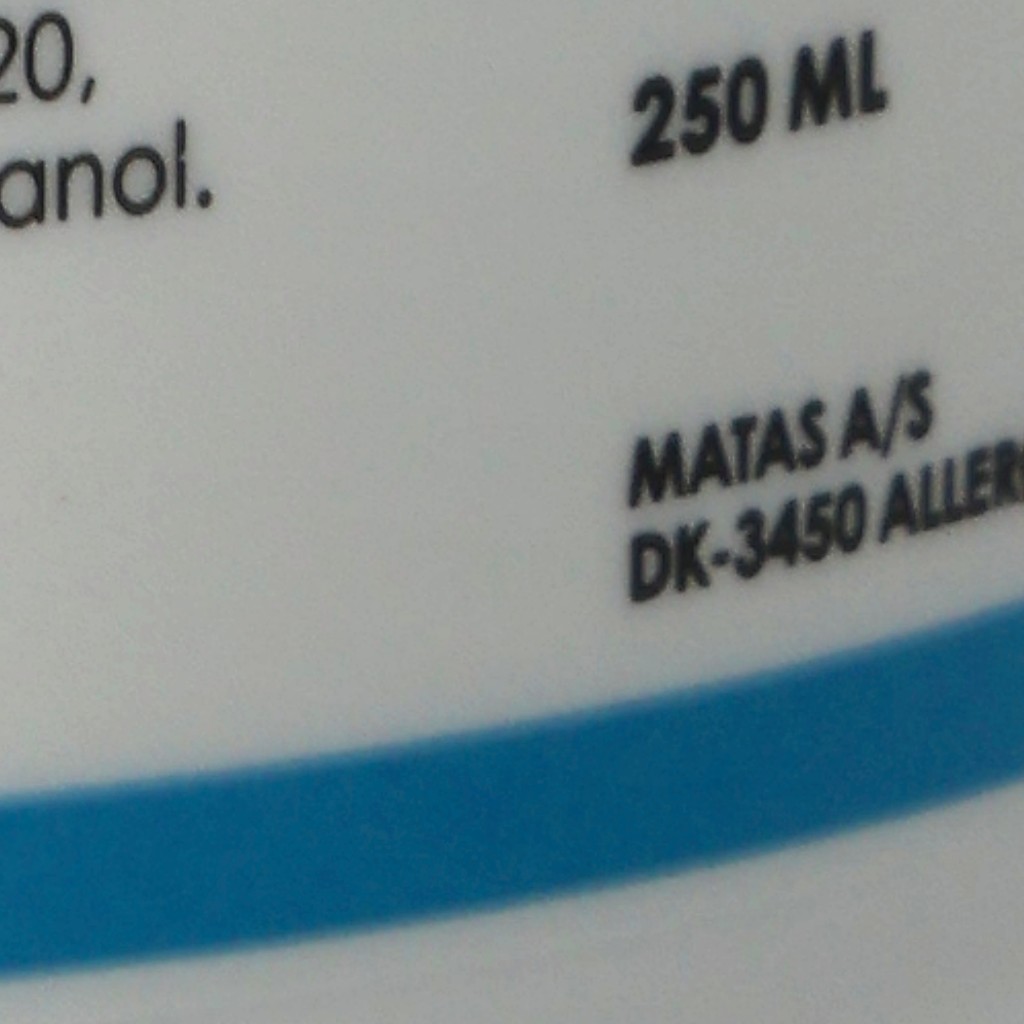 20,
anol.
250 ML
MATAS A/S
DK-3450